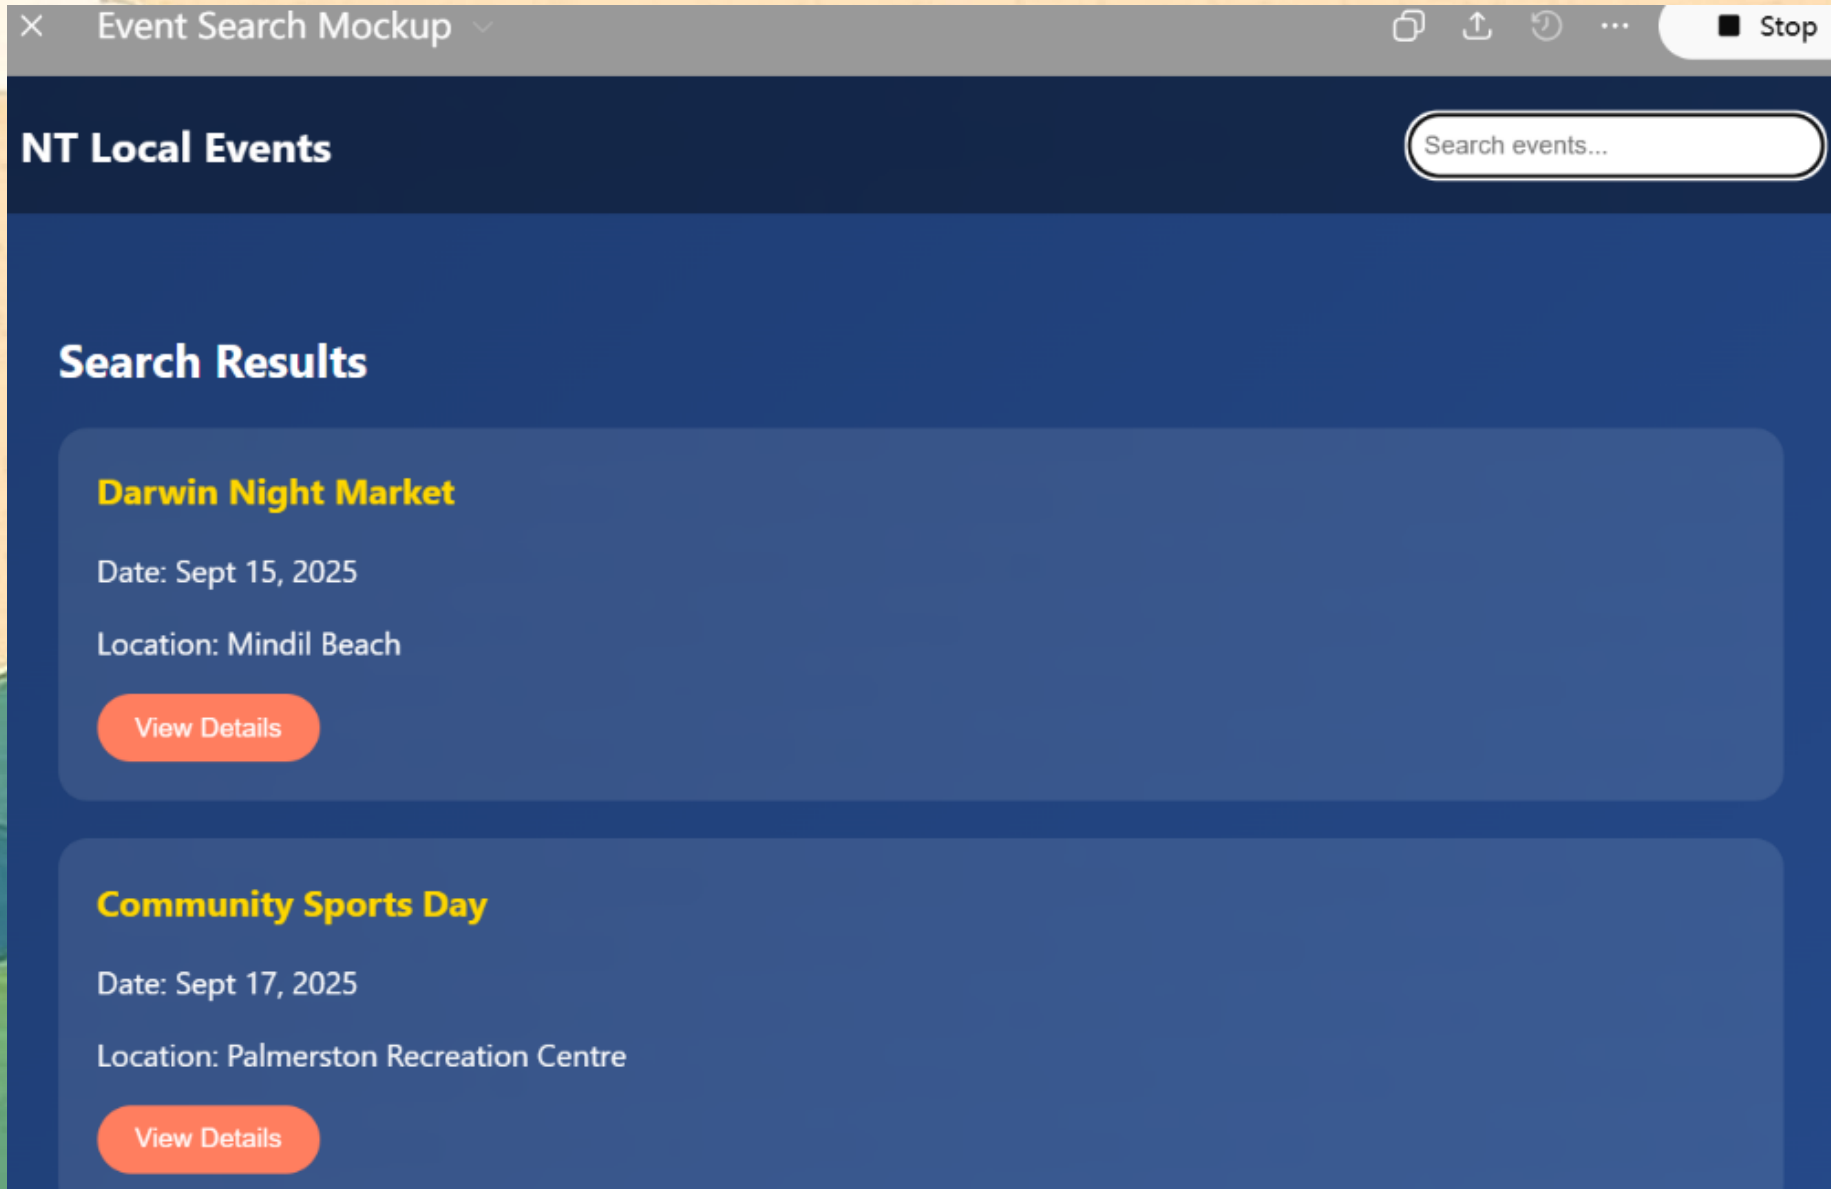 Event Search Mockup
Stop
NT Local Events
Search events...
Search Results
Darwin Night Market
Date: Sept 15, 2025
Location: Mindil Beach
View Details
Community Sports Day
Date: Sept 17, 2025
Location: Palmerston Recreation Centre
View Details